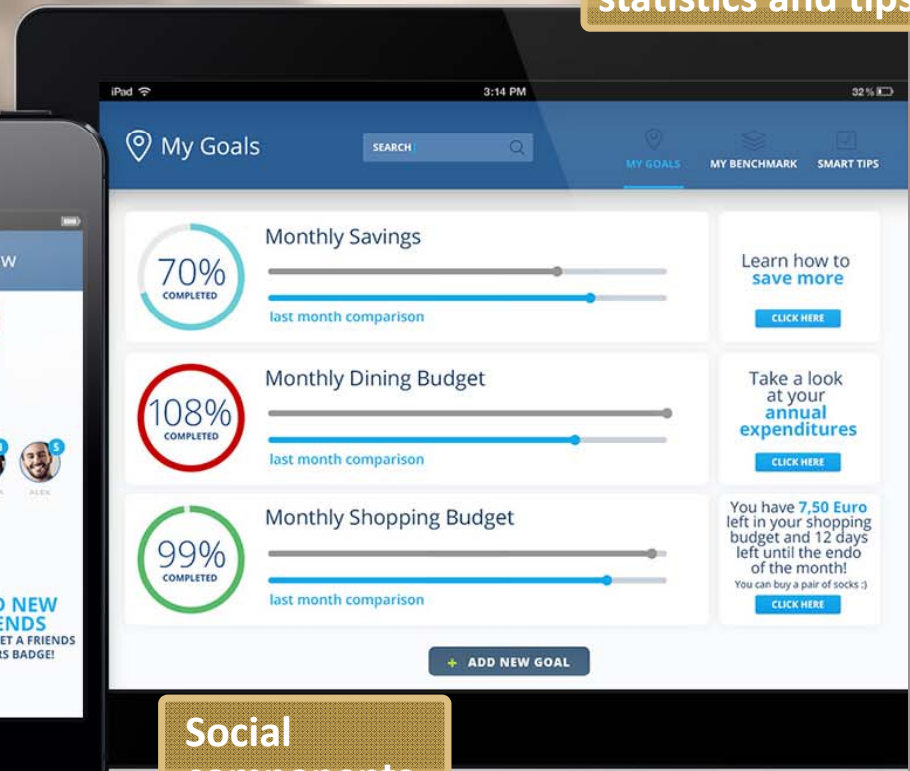 statistics and tips
iPad
3:14 PM
32%
My Goals
SEARCH
MY GOALS
MY BENCHMARK
SMART TIPS
70%
COMPLETED
Monthly Savings
last month comparison
Learn how to
save more
CLICK HERE
108%
COMPLETED
Monthly Dining Budget
last month comparison
Take a look
at your
annual
expenditures
CLICK HERE
99%
COMPLETED
Monthly Shopping Budget
last month comparison
You have 7,50 Euro
left in your shopping
budget and 12 days
left until the endo
of the month!
You can buy a pair of socks :)
CLICK HERE
+ ADD NEW GOAL
W
5
ALEX
NEW
ENDS
ET A FRIENDS
RS BADGE!
Social
components